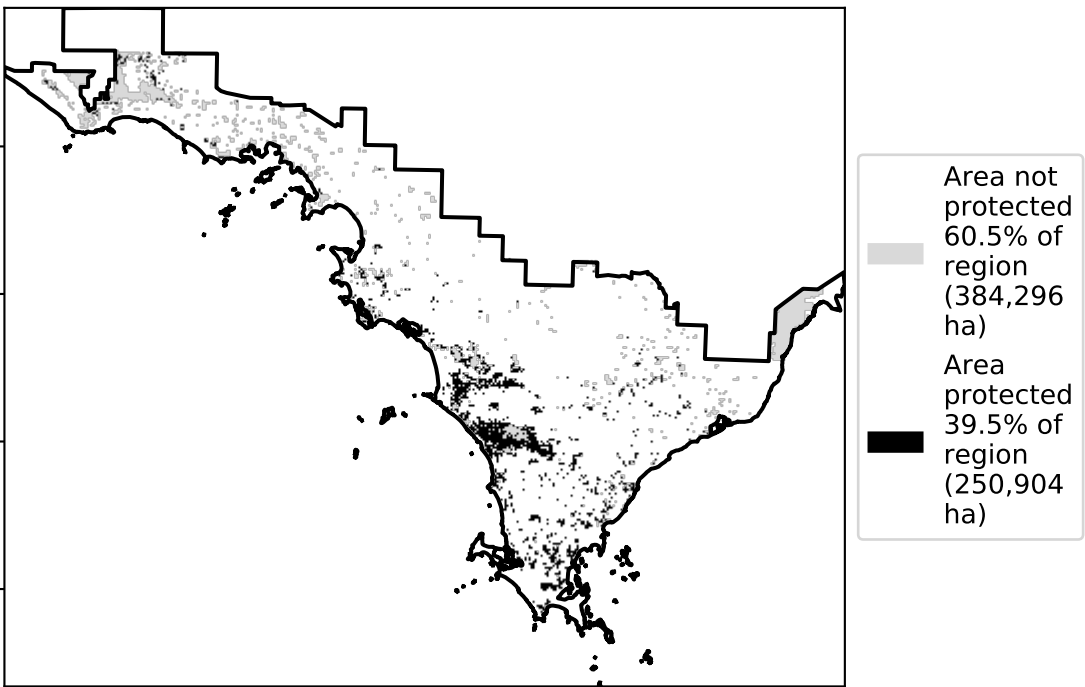 Area not
protected
60.5% of
region
(384,296
ha)
Area
protected
39.5% of
region
(250,904
ha)